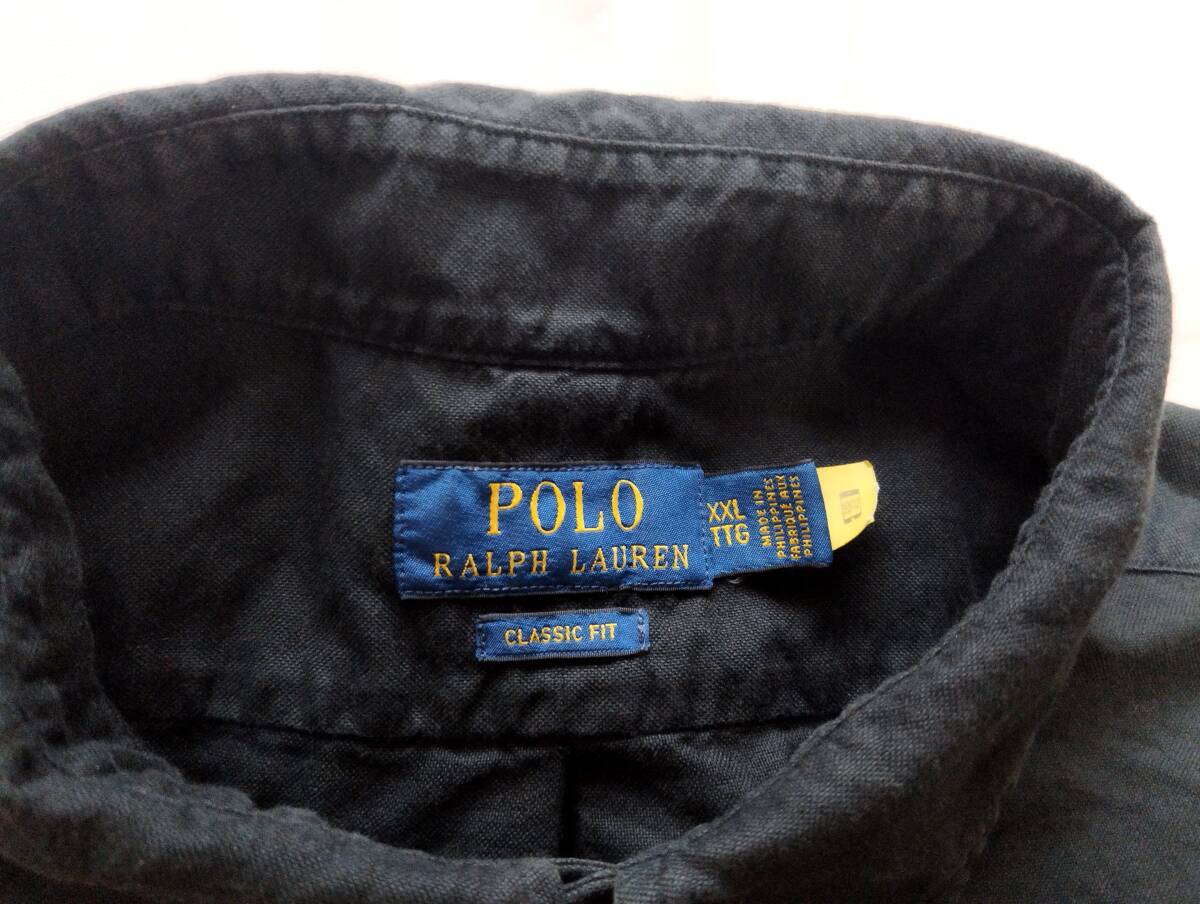 POLO
RALPH LAUREN
XXL
TTG
MADE IN
PHILIPPINES
FABRIQUÉ AUX
PHILIPPINES
CLASSIC FIT